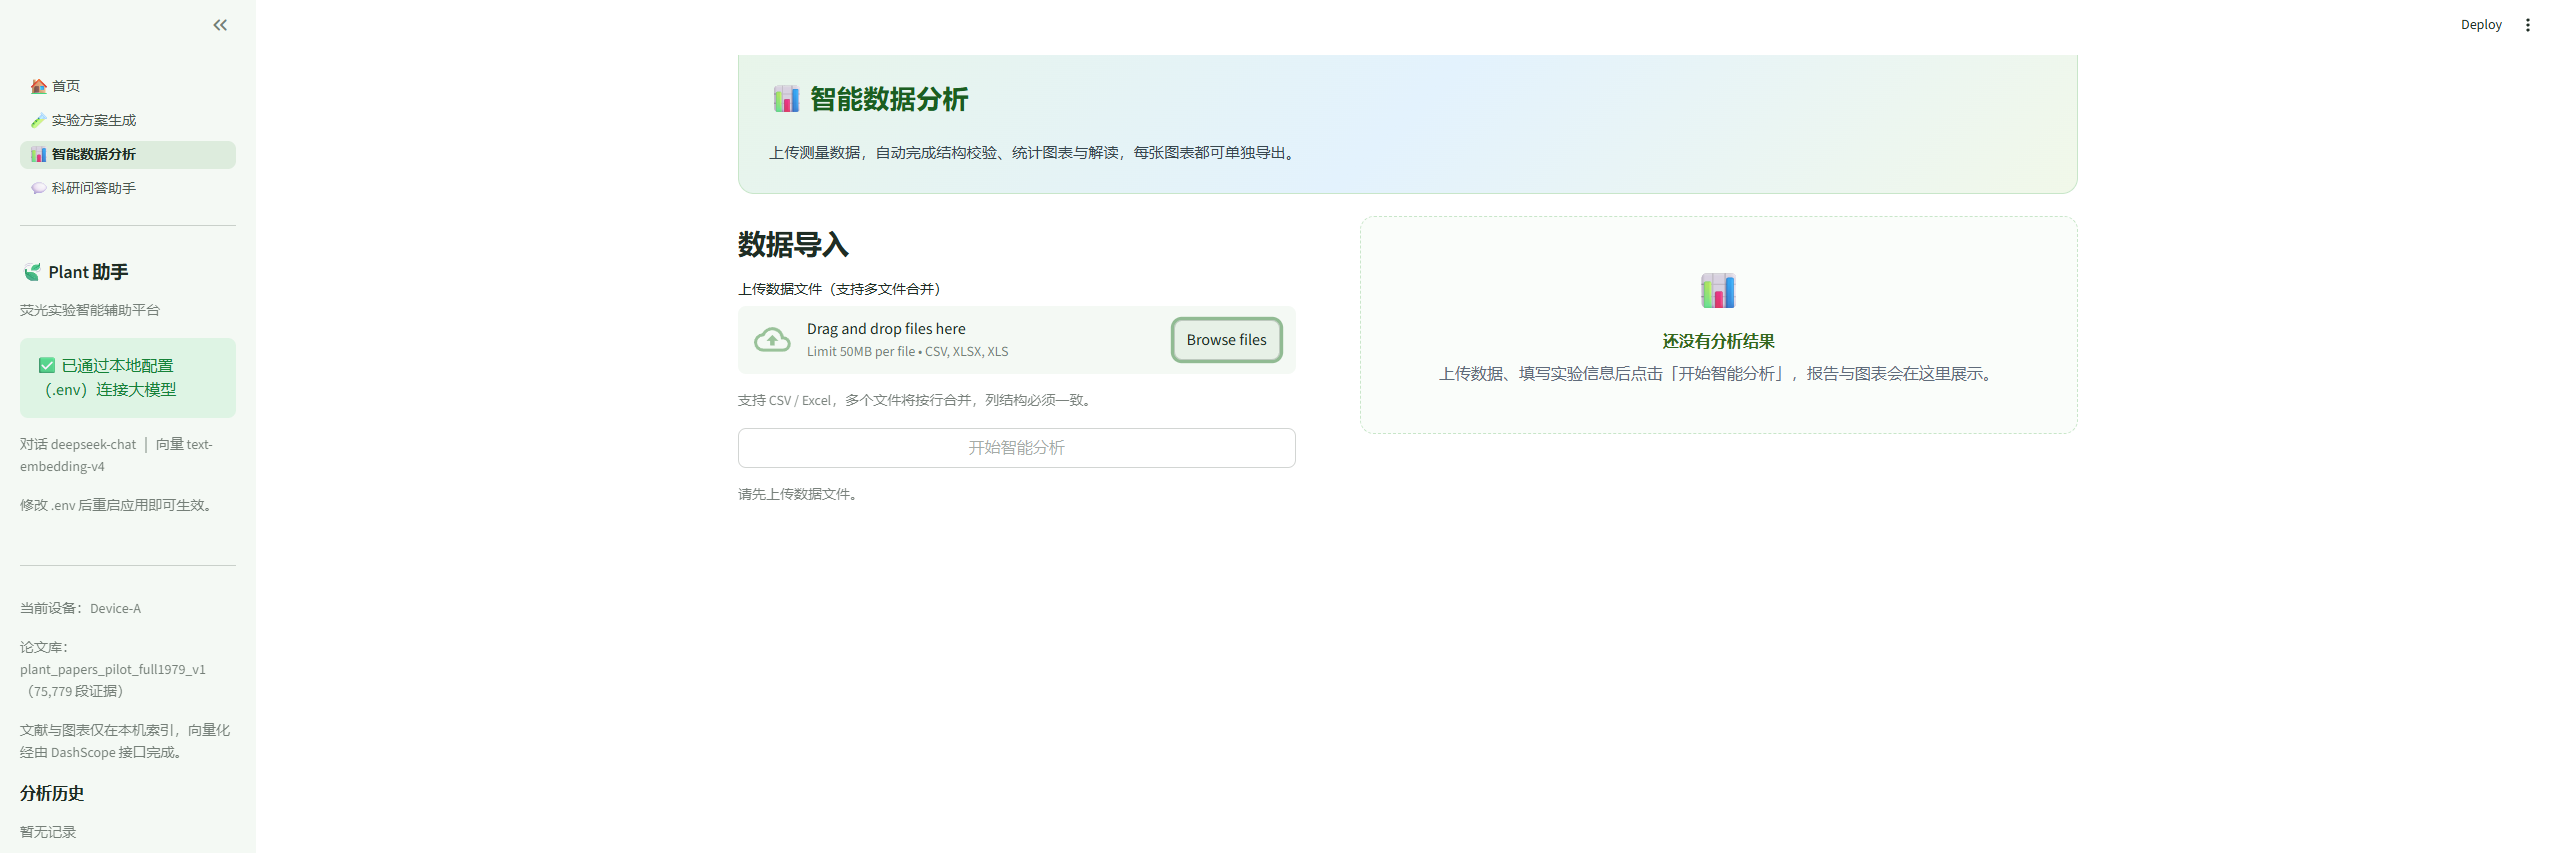 首页
实验方案生成
智能数据分析
科研问答助手
Plant 助手
荧光实验智能辅助平台
已通过本地配置
（.env）连接大模型
对话 deepseek-chat ｜ 向量 text-
embedding-v4
修改 .env 后重启应用即可生效。
当前设备：Device-A
论文库：
plant_papers_pilot_full1979_v1
（75,779 段证据）
文献与图表仅在本机索引，向量化
经由 DashScope 接口完成。
分析历史
暂无记录
Deploy
智能数据分析
上传测量数据，自动完成结构校验、统计图表与解读，每张图表都可单独导出。
数据导入
上传数据文件（支持多文件合并）
Drag and drop files here
Limit 50MB per file • CSV, XLSX, XLS
Browse files
支持 CSV / Excel，多个文件将按行合并，列结构必须一致。
开始智能分析
请先上传数据文件。
还没有分析结果
上传数据、填写实验信息后点击「开始智能分析」，报告与图表会在这里展示。